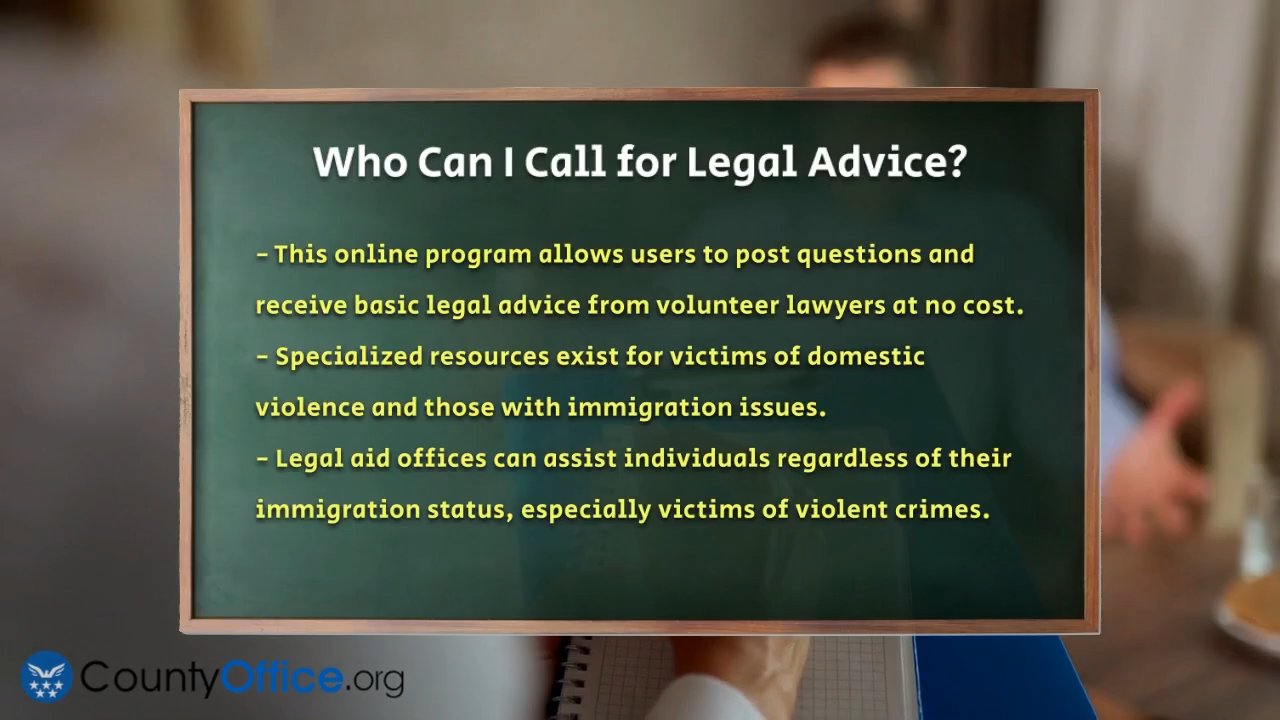 Who Can I Call for Legal Advice?
- This online program allows users to post questions and
receive basic legal advice from volunteer lawyers at no cost.
- Specialized resources exist for victims of domestic
violence and those with immigration issues.
- Legal aid offices can assist individuals regardless of their
immigration status, especially victims of violent crimes.
CountyOffice.org